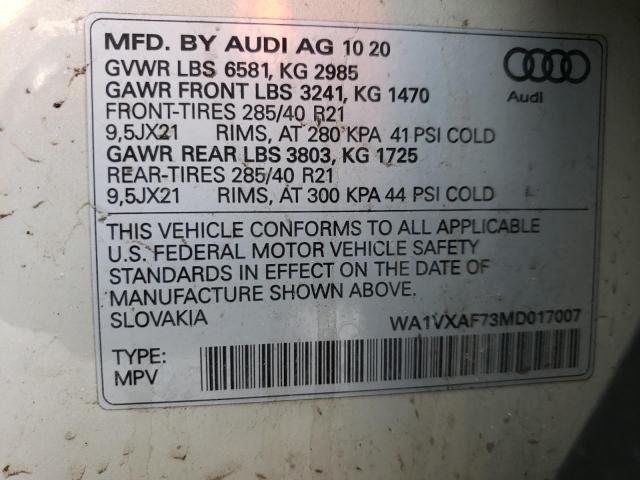 MFD. BY AUDI AG 10 20
GVWR LBS 6581, KG 2985
GAWR FRONT LBS 3241, KG 1470
FRONT-TIRES 285/40 R21
9,5JX21 RIMS, AT 280 KPA 41 PSI COLD
GAWR REAR LBS 3803, KG 1725
REAR-TIRES 285/40 R21
9,5JX21 RIMS, AT 300 KPA 44 PSI COLD
Audi
THIS VEHICLE CONFORMS TO ALL APPLICABLE
U.S. FEDERAL MOTOR VEHICLE SAFETY
STANDARDS IN EFFECT ON THE DATE OF
MANUFACTURE SHOWN ABOVE.
SLOVAKIA WA1VXAF73MD017007
TYPE:
MPV